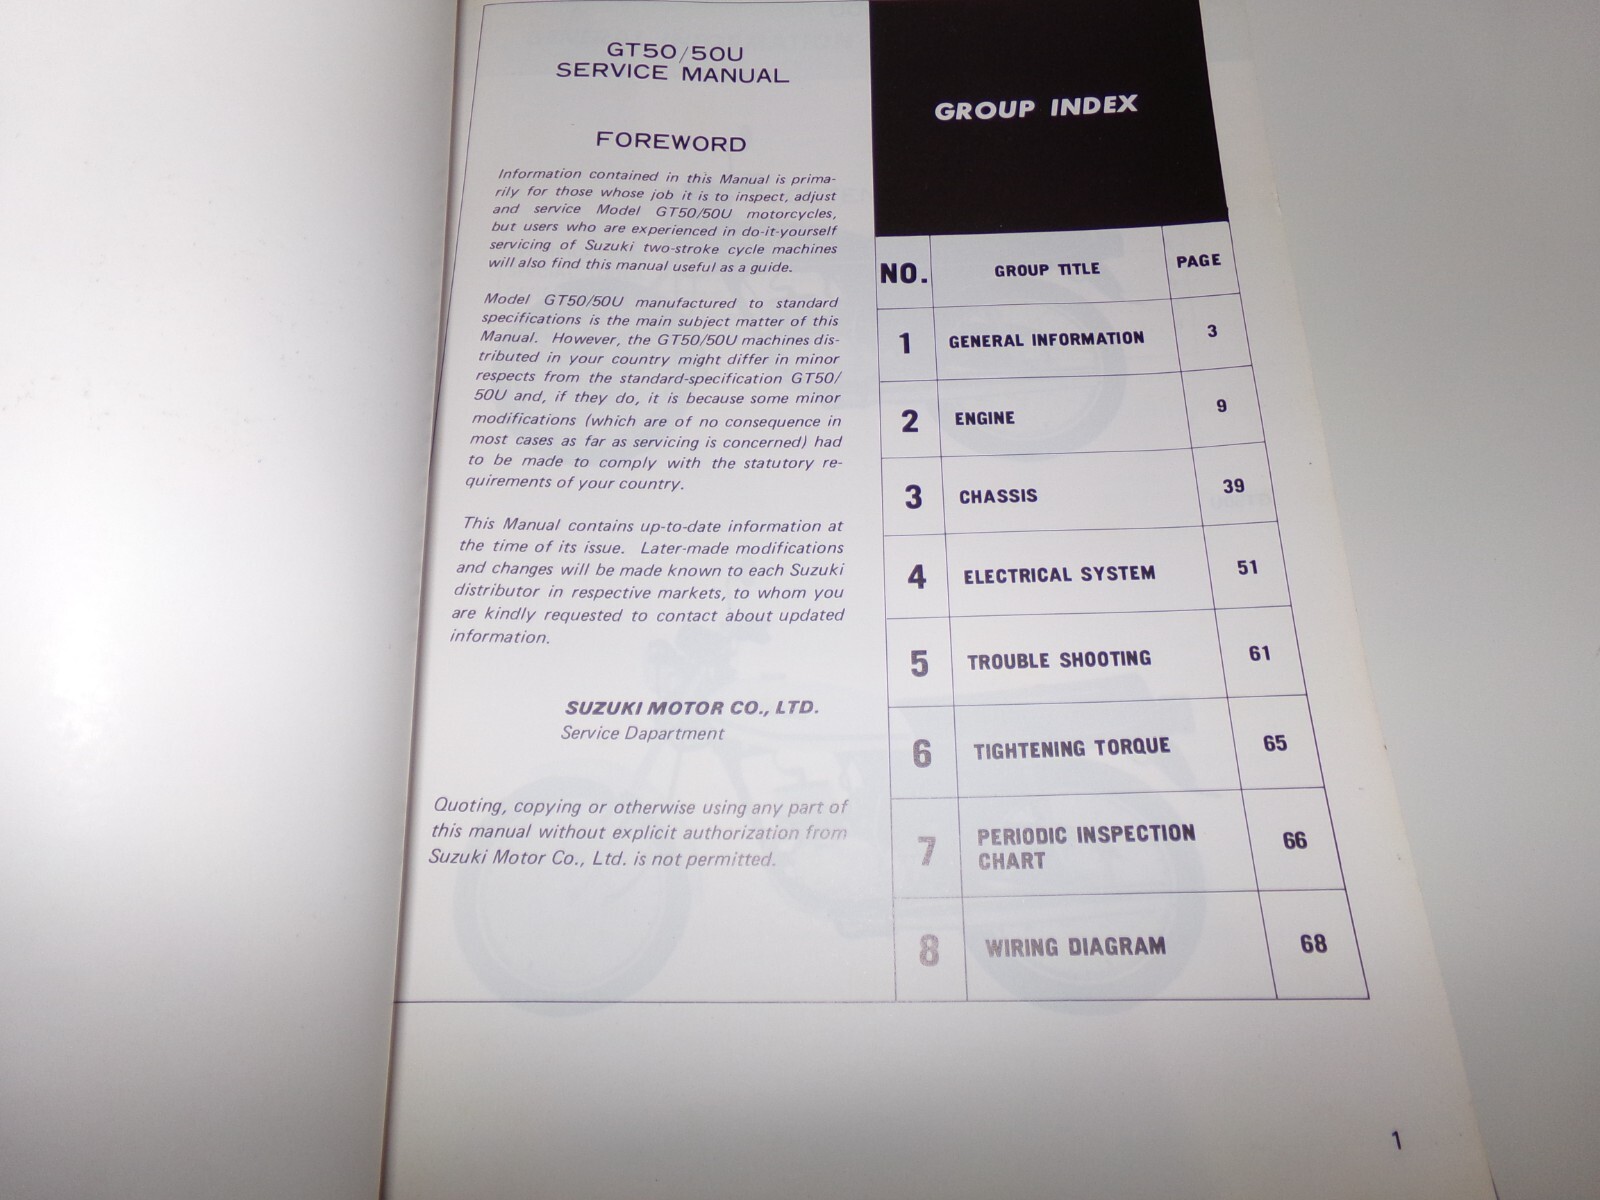 GT50/50U
SERVICE MANUAL
FOREWORD
Information contained in this Manual is prima-
rily for those whose job it is to inspect, adjust
and service Model GT50/50U motorcycles,
but users who are experienced in do-it-yourself
servicing of Suzuki two-stroke cycle machines
will also find this manual useful as a guide.
Model GT50/50U manufactured to standard
specifications is the main subject matter of this
Manual. However, the GT50/50U machines dis-
tributed in your country might differ in minor
respects from the standard-specification GT50/
50U and, if they do, it is because some minor
modifications (which are of no consequence in
most cases as far as servicing is concerned) had
to be made to comply with the statutory re-
quirements of your country.
This Manual contains up-to-date information at
the time of its issue. Later-made modifications
and changes will be made known to each Suzuki
distributor in respective markets, to whom you
are kindly requested to contact about updated
information.
SUZUKI MOTOR CO., LTD.
Service Dapartment
Quoting, copying or otherwise using any part of
this manual without explicit authorization from
Suzuki Motor Co., Ltd. is not permitted.
GROUP INDEX
NO. GROUP TITLE PAGE
1 GENERAL INFORMATION 3
2 ENGINE 9
3 CHASSIS 39
4 ELECTRICAL SYSTEM 51
5 TROUBLE SHOOTING 61
6 TIGHTENING TORQUE 65
7 PERIODIC INSPECTION
CHART 66
8 WIRING DIAGRAM 68
1